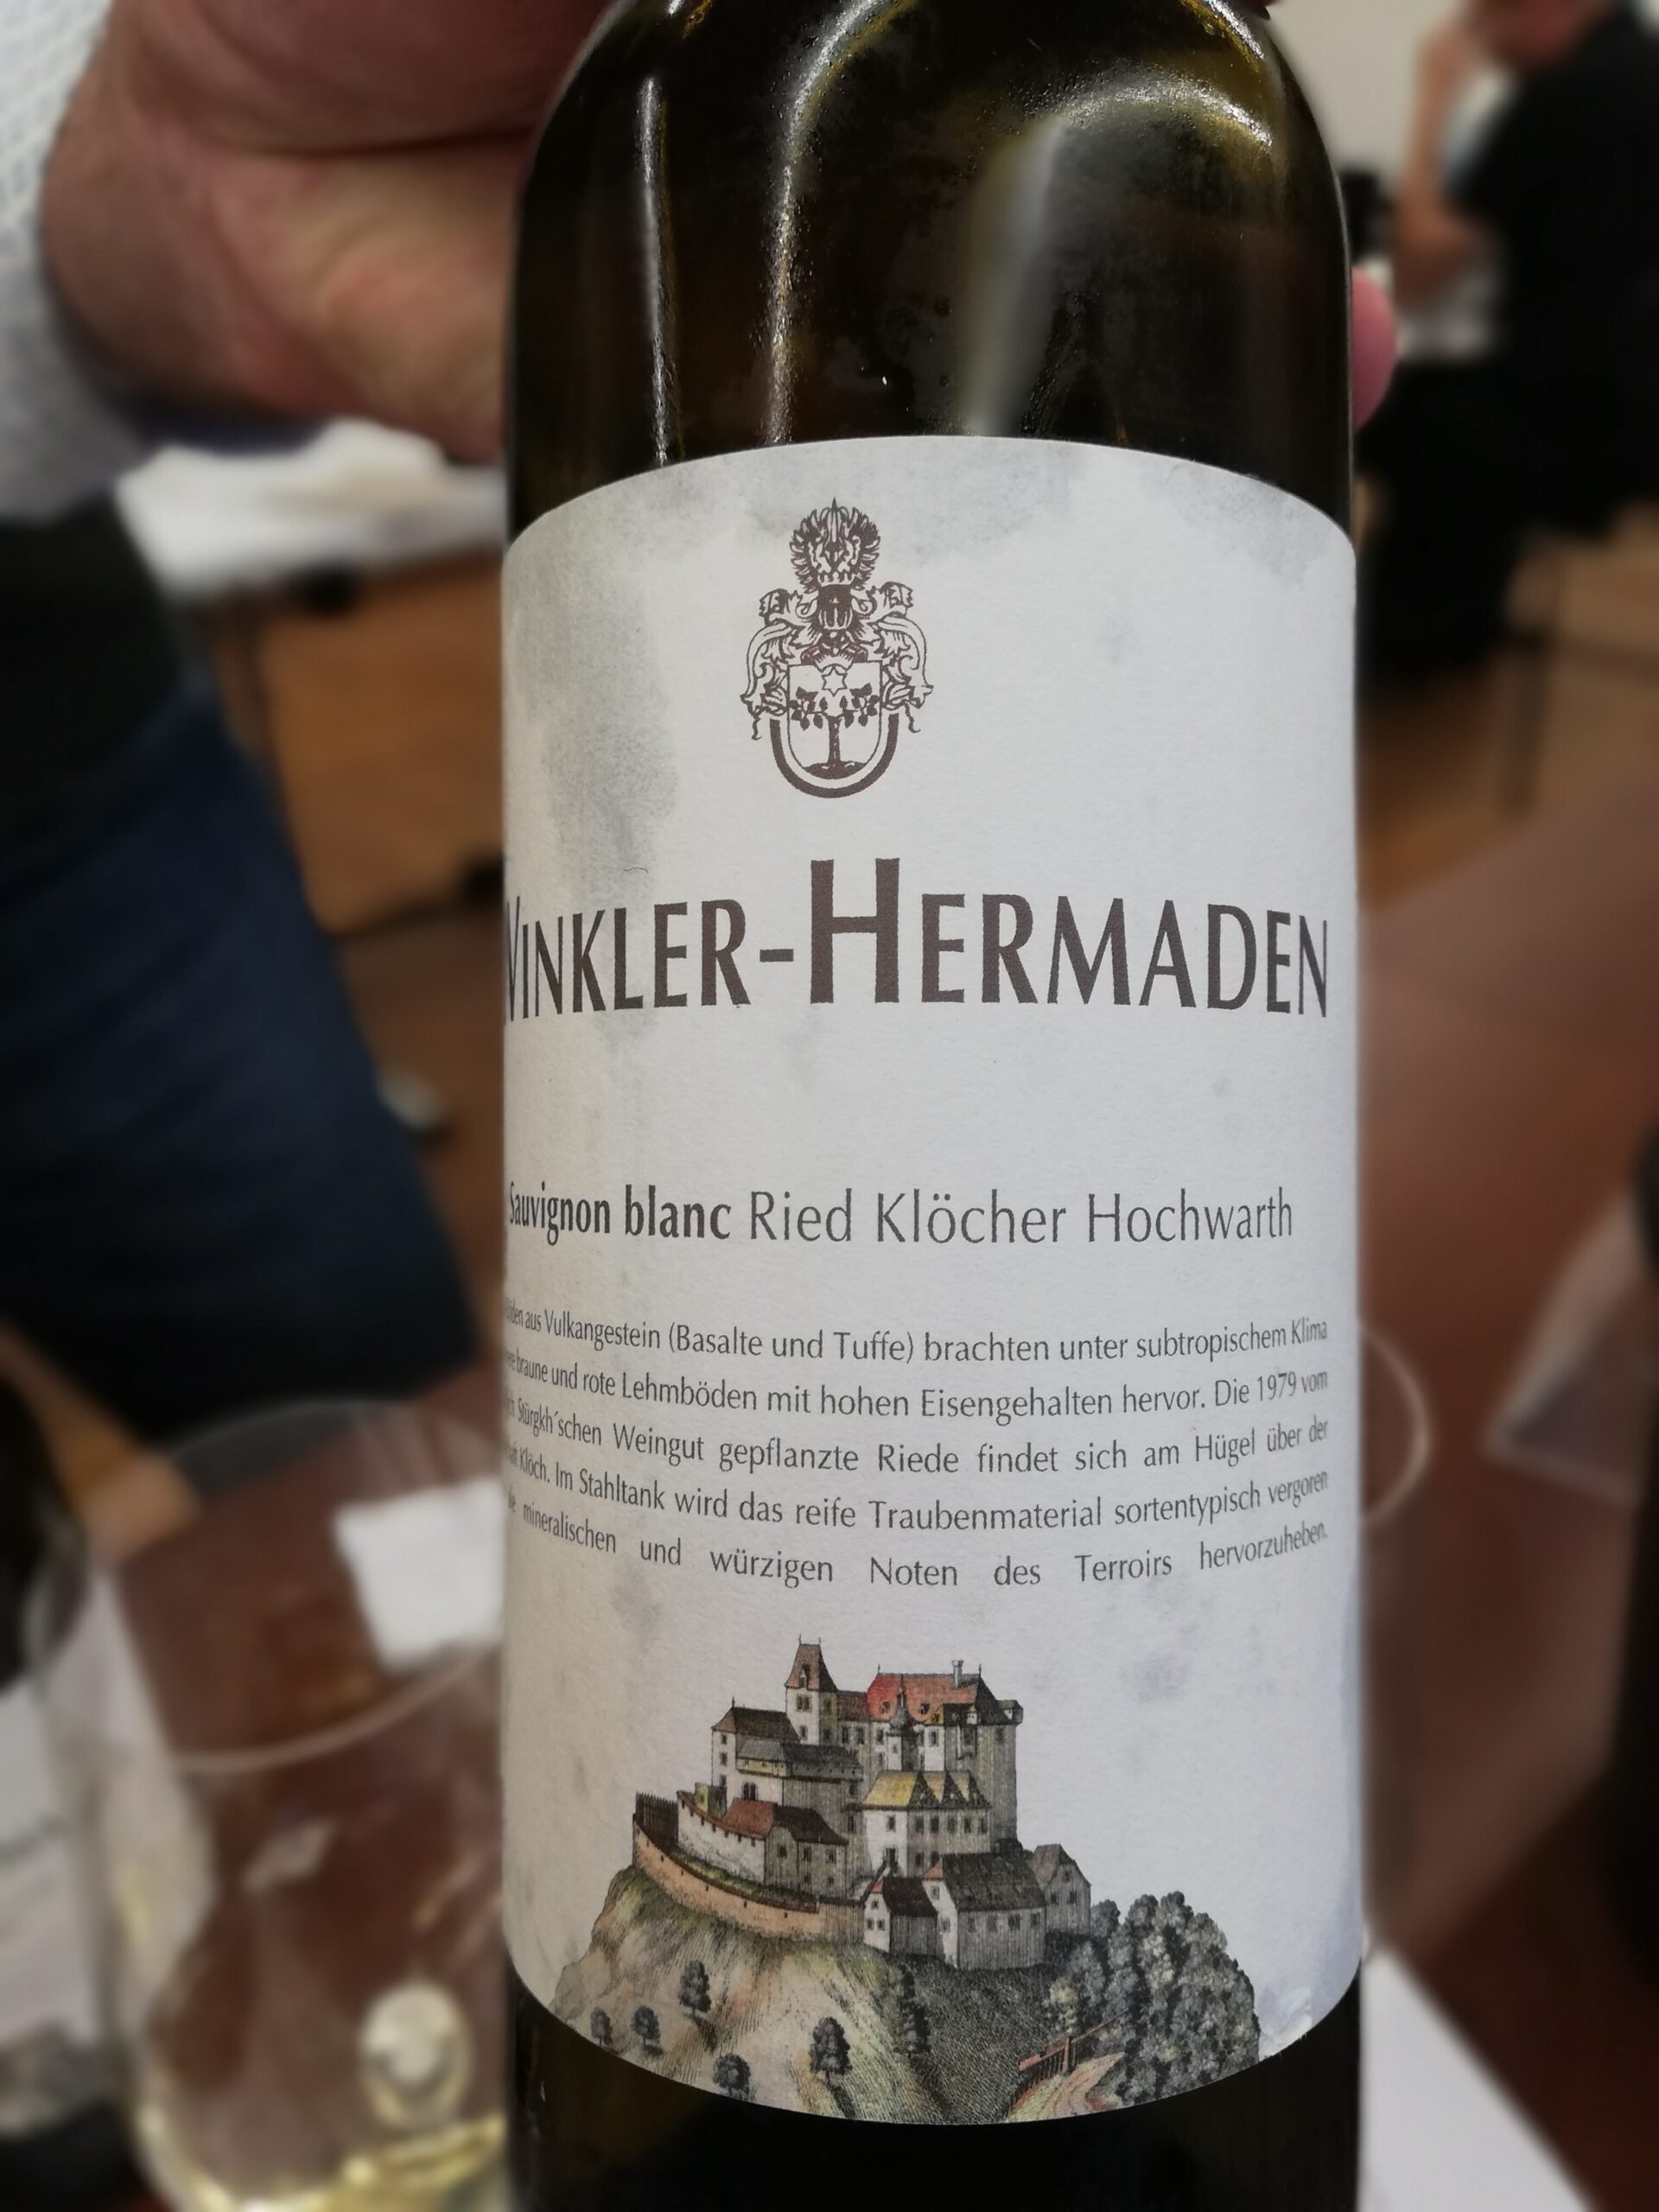 WINKLER-HERMADEN
Sauvignon blanc Ried Klöcher Hochwarth
aus Vulkangestein (Basalte und Tuffe) brachten unter subtropischem Klima
braune und rote Lehmböden mit hohen Eisengehalten hervor. Die 1979 vom
Stürgkh'schen Weingut gepflanzte Riede findet sich am Hügel über der
Klöch. Im Stahltank wird das reife Traubenmaterial sortentypisch vergoren
mineralischen und würzigen Noten des Terroirs hervorzuheben.